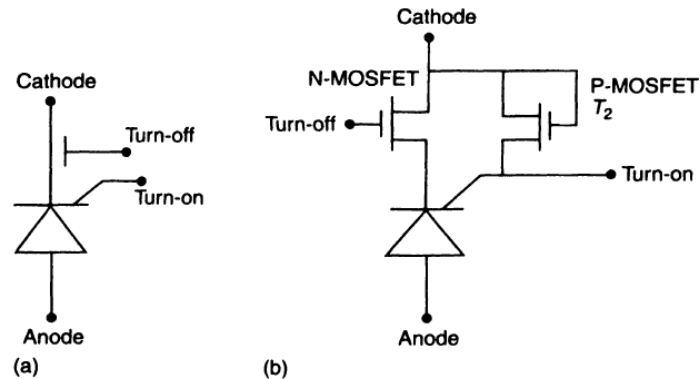 Cathode
Turn-off
Turn-on
Anode
(a)
Cathode
N-MOSFET
P-MOSFET
T2
Turn-off
Turn-on
Anode
(b)